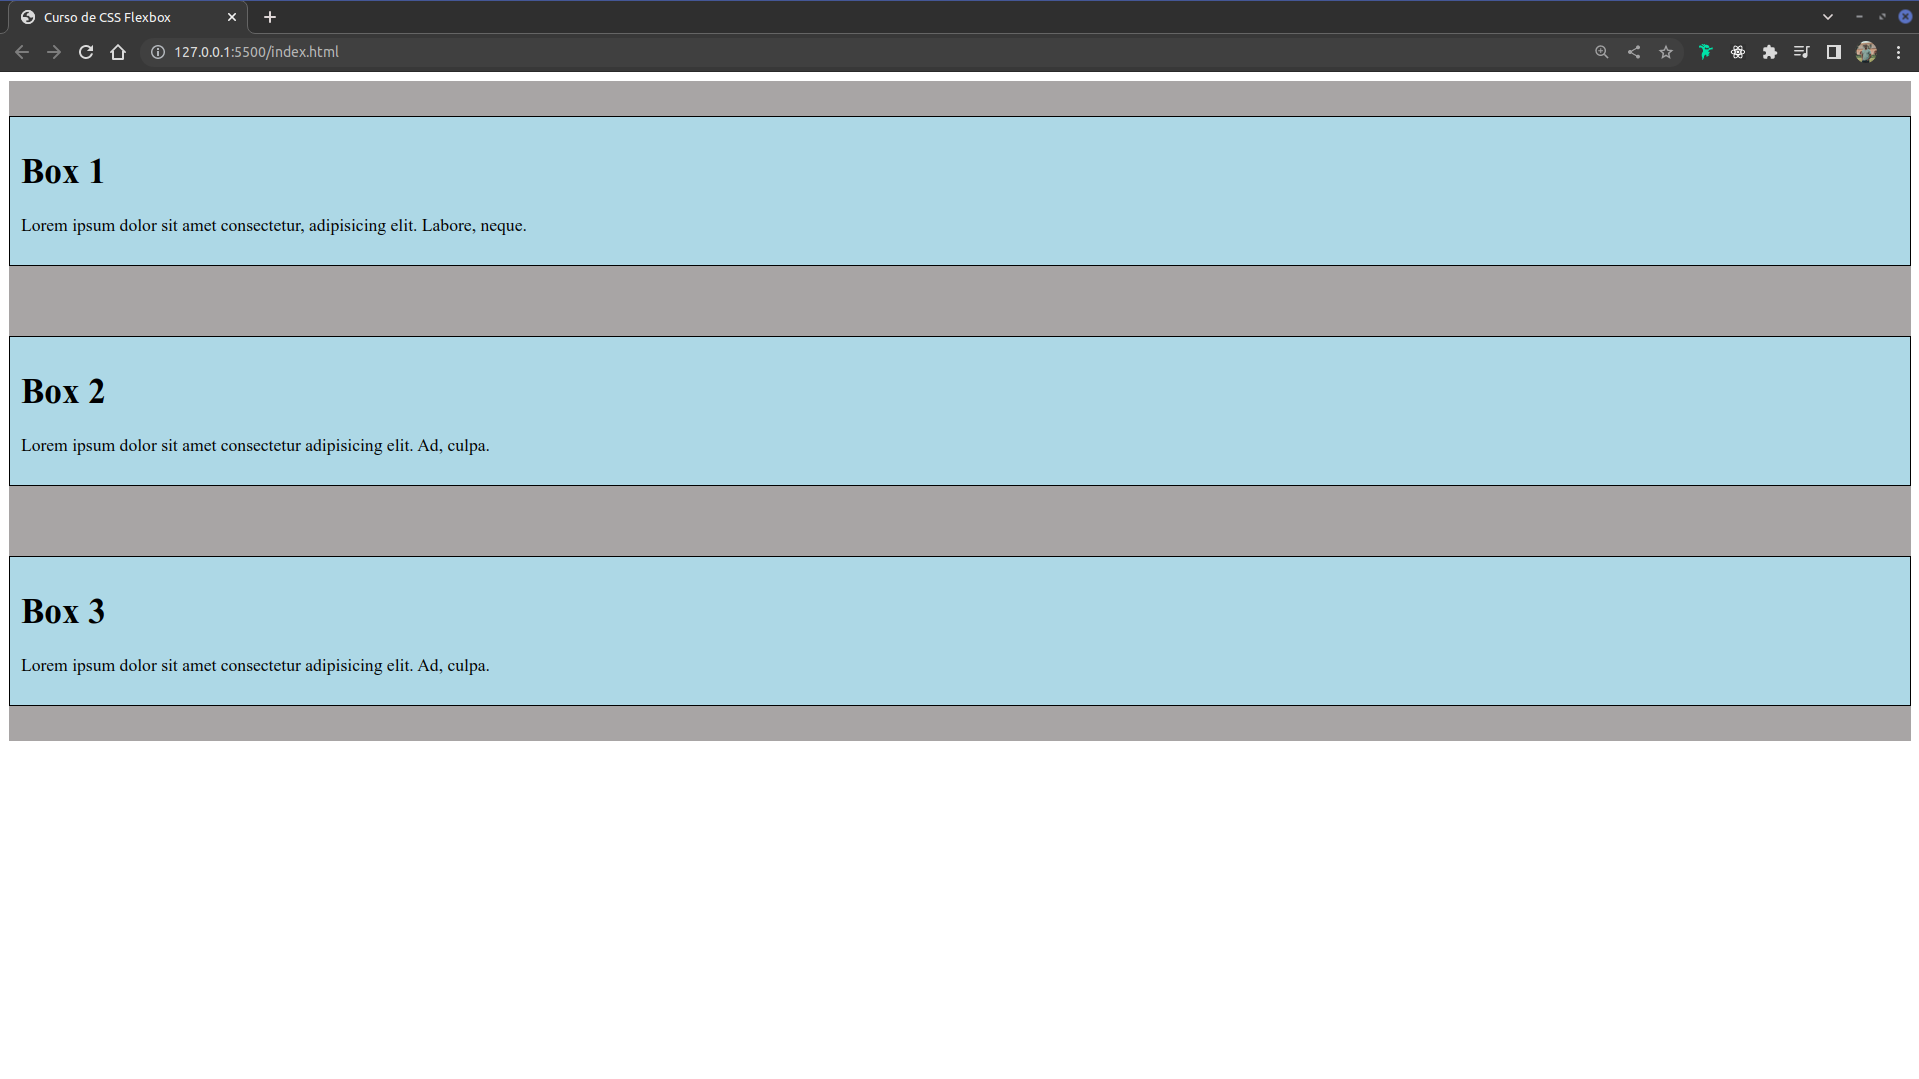 Curso de CSS Flexbox
127.0.0.1:5500/index.html
Box 1
Lorem ipsum dolor sit amet consectetur, adipisicing elit. Labore, neque.
Box 2
Lorem ipsum dolor sit amet consectetur adipisicing elit. Ad, culpa.
Box 3
Lorem ipsum dolor sit amet consectetur adipisicing elit. Ad, culpa.